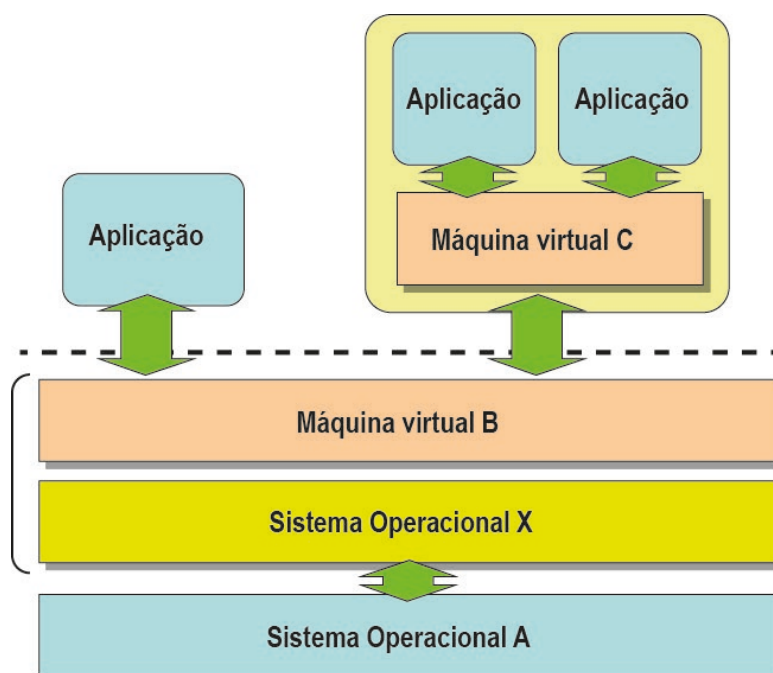 Aplicação
Aplicação
Máquina virtual C
Aplicação
Máquina virtual B
Sistema Operacional X
Sistema Operacional A